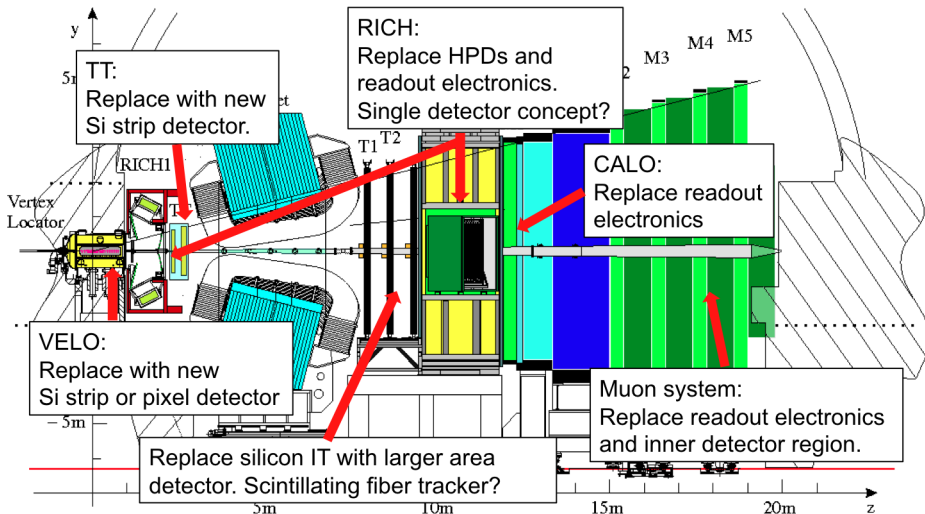 y
5m
TT:
Replace with new
Si strip detector.
RICH:
Replace HPDs and
readout electronics.
Single detector concept?
M3
M4
M5
T1
T2
RICH1
CALO:
Replace readout
electronics
Vertex
Locator
VELO:
Replace with new
Si strip or pixel detector
Muon system:
Replace readout electronics
and inner detector region.
− 5m
Replace silicon IT with larger area
detector. Scintillating fiber tracker?
5m
10m
15m
20m
z